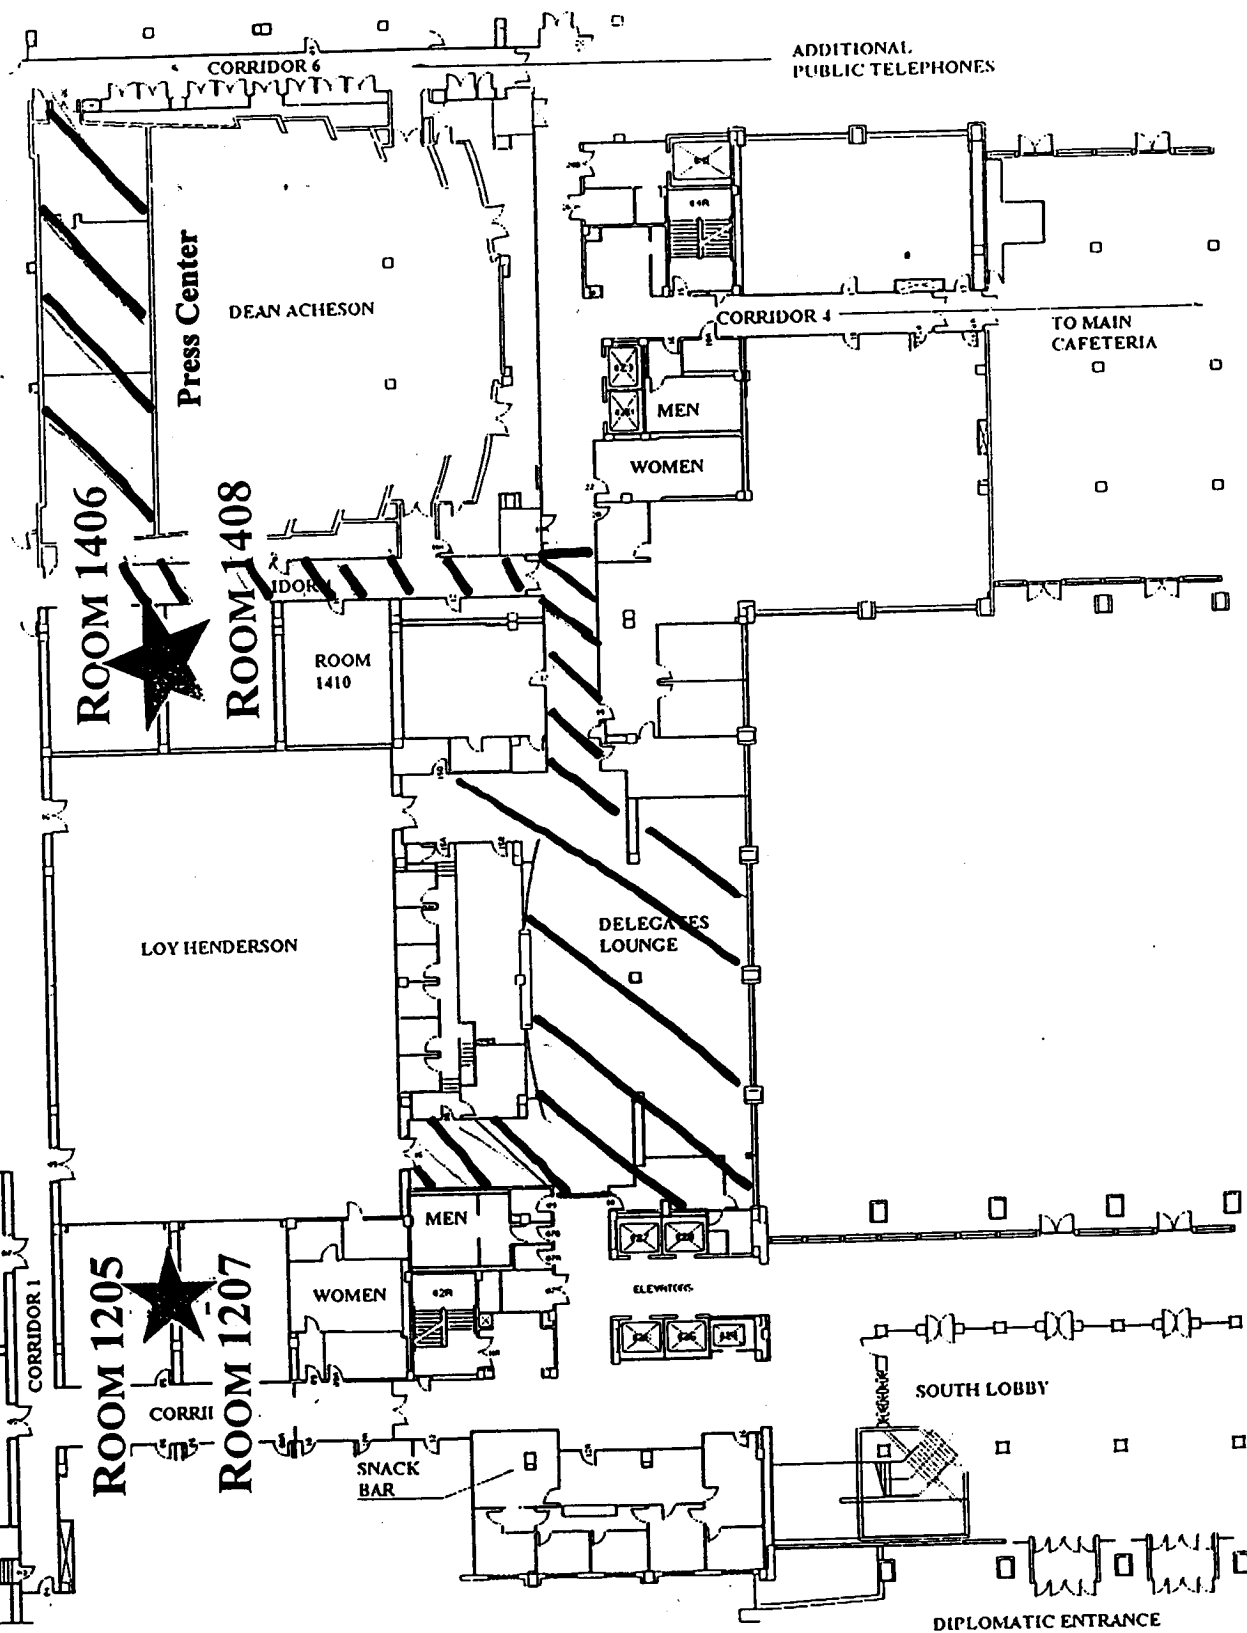 ADDITIONAL
PUBLIC TELEPHONES
CORRIDOR 6
Press Center
DEAN ACHESON
CORRIDOR 4
TO MAIN
CAFETERIA
MEN
WOMEN
ROOM 1406
ROOM 1408
IDOR
ROOM
1410
LOY HENDERSON
DELEGATES
LOUNGE
MEN
WOMEN
ELEVATORS
CORRIDOR 1
ROOM 1205
ROOM 1207
CORRII
SNACK
BAR
SOUTH LOBBY
DIPLOMATIC ENTRANCE